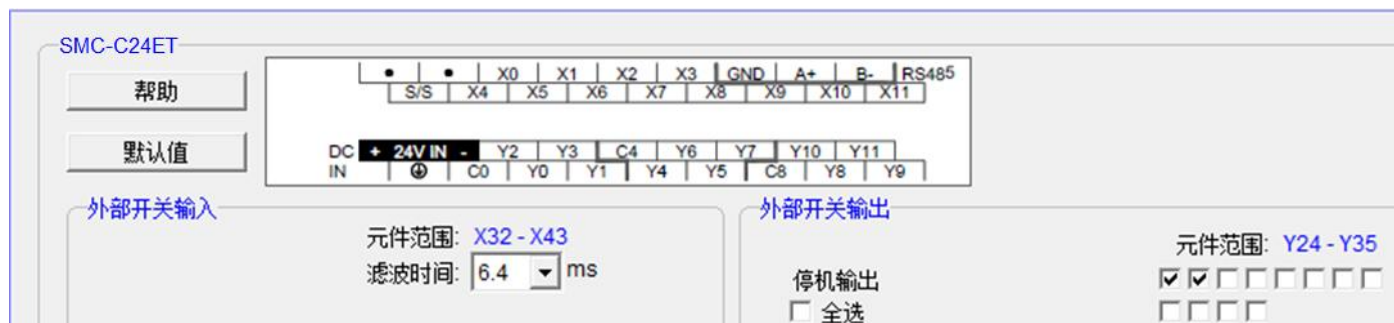 SMC-C24ET
帮助
默认值
• • X0 X1 X2 X3 GND A+ B- RS485
S/S X4 X5 X6 X7 X8 X9 X10 X11
DC + 24V IN - Y2 Y3 C4 Y6 Y7 Y10 Y11
IN C0 Y0 Y1 Y4 Y5 C8 Y8 Y9
外部开关输入
元件范围: X32 - X43
滤波时间: 6.4 ms
外部开关输出
元件范围: Y24 - Y35
停机输出
全选